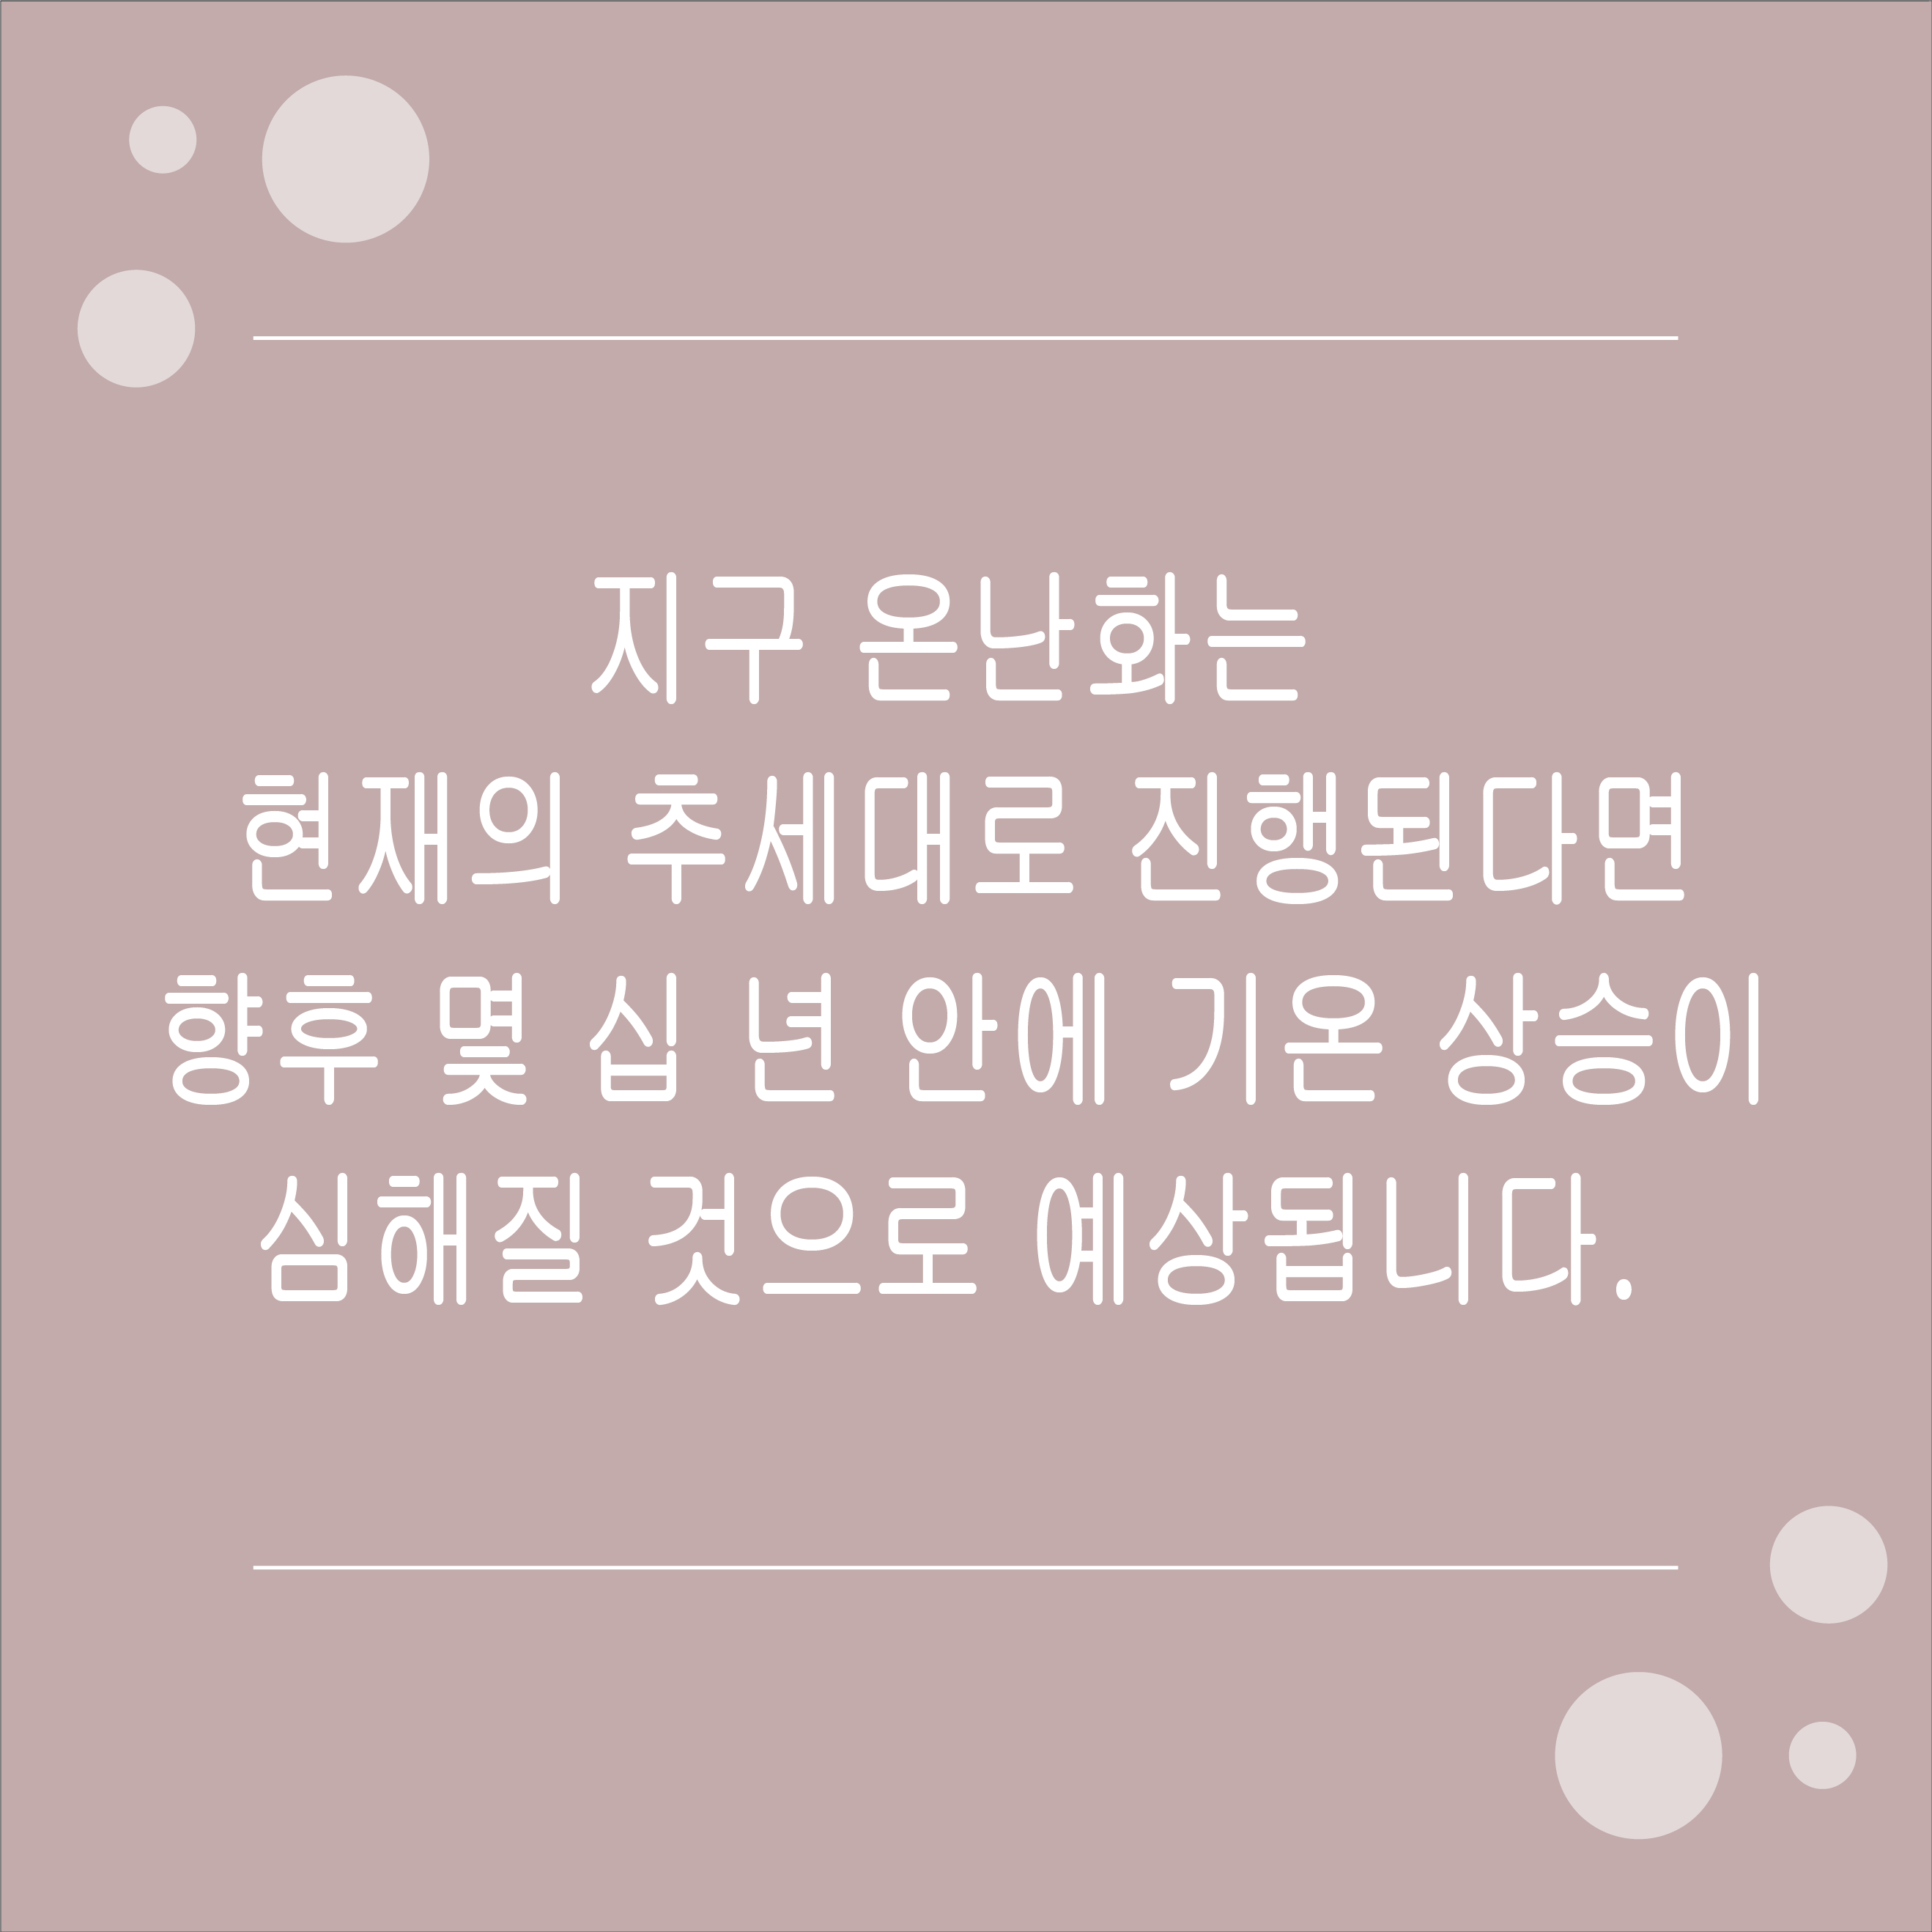 지구 온난화는
현재의 추세대로 진행된다면
향후 몇 십 년 안에 기온 상승이
심해질 것으로 예상됩니다.